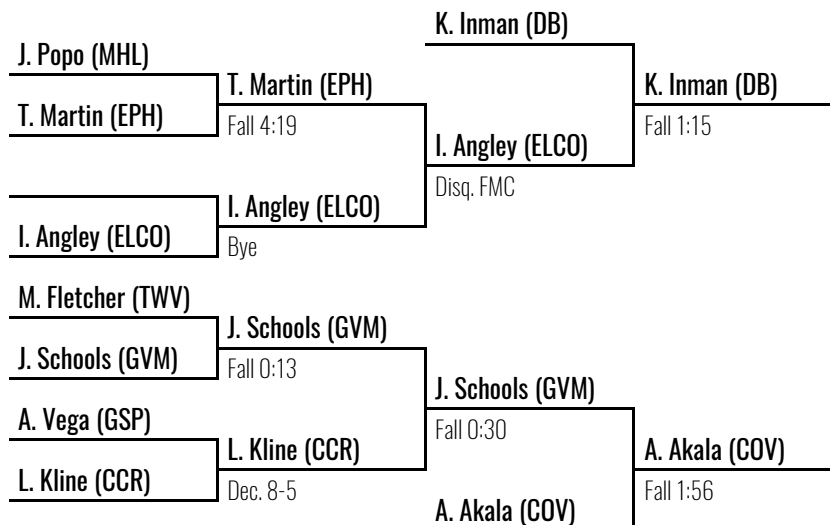 K. Inman (DB)
J. Popo (MHL)
T. Martin (EPH)
K. Inman (DB)
T. Martin (EPH)
Fall 4:19
Fall 1:15
I. Angley (ELCO)
Disq. FMC
I. Angley (ELCO)
I. Angley (ELCO)
Bye
M. Fletcher (TWV)
J. Schools (GVM)
J. Schools (GVM)
Fall 0:13
J. Schools (GVM)
A. Vega (GSP)
Fall 0:30
L. Kline (CCR)
A. Akala (COV)
L. Kline (CCR)
Dec. 8-5
Fall 1:56
A. Akala (COV)